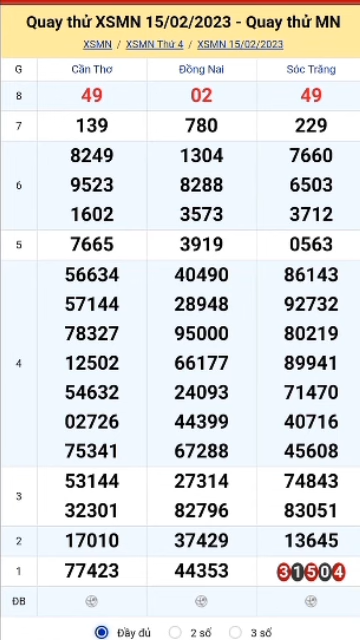 Quay thử XSMN 15/02/2023 - Quay thử MN
XSMN / XSMN Thứ 4 / XSMN 15/02/2023
G Cần Thơ Đồng Nai Sóc Trăng
8 49 02 49
7 139 780 229
8249 1304 7660
6 9523 8288 6503
1602 3573 3712
5 7665 3919 0563
56634 40490 86143
57144 28948 92732
78327 95000 80219
4 12502 66177 89941
54632 24093 71470
02726 44399 40716
75341 67288 45608
3 53144 27314 74843
32301 82796 83051
2 17010 37429 13645
1 77423 44353 31504
ĐB
Đầy đủ 2 số 3 số